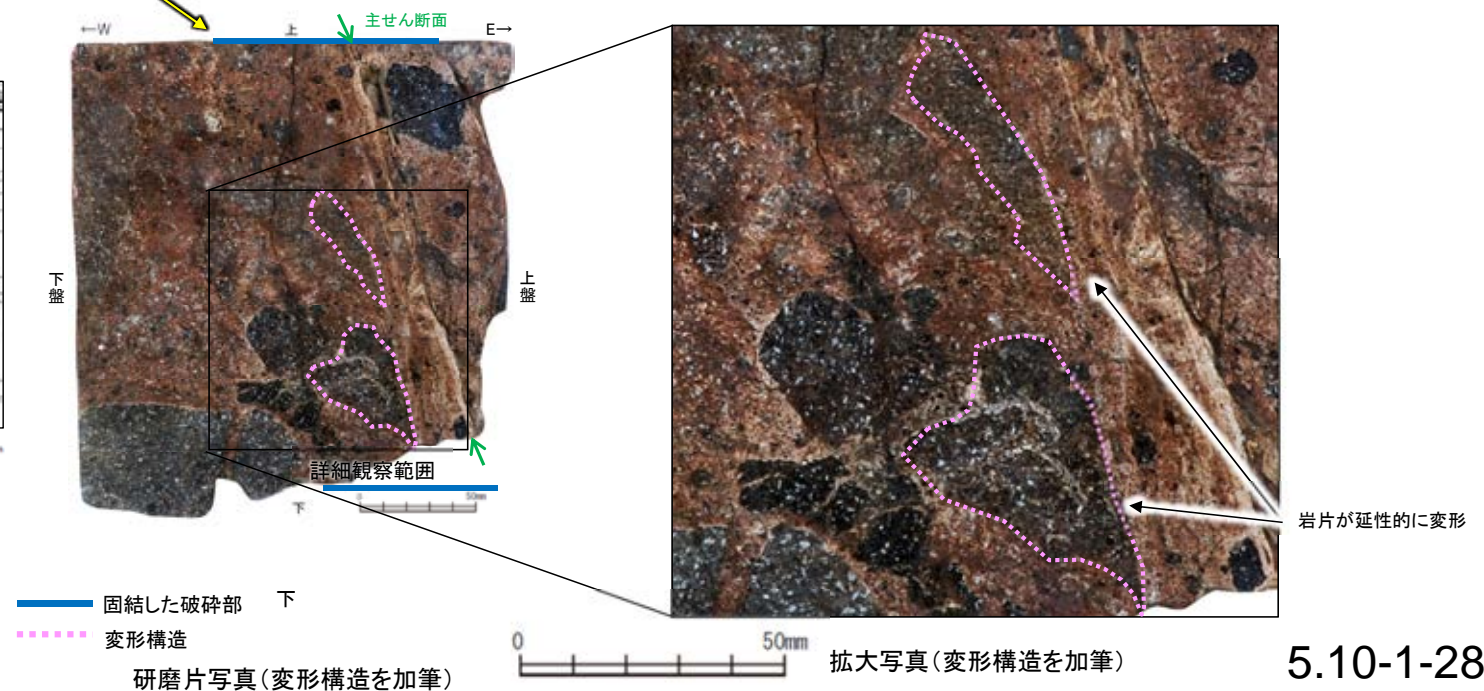 ←W
上
主せん断面
E→
下盤
上盤
詳細観察範囲
50mm
下
岩片が延性的に変形
固結した破砕部
下
変形構造
研磨片写真(変形構造を加筆)
0
50mm
拡大写真(変形構造を加筆)
5.10-1-28